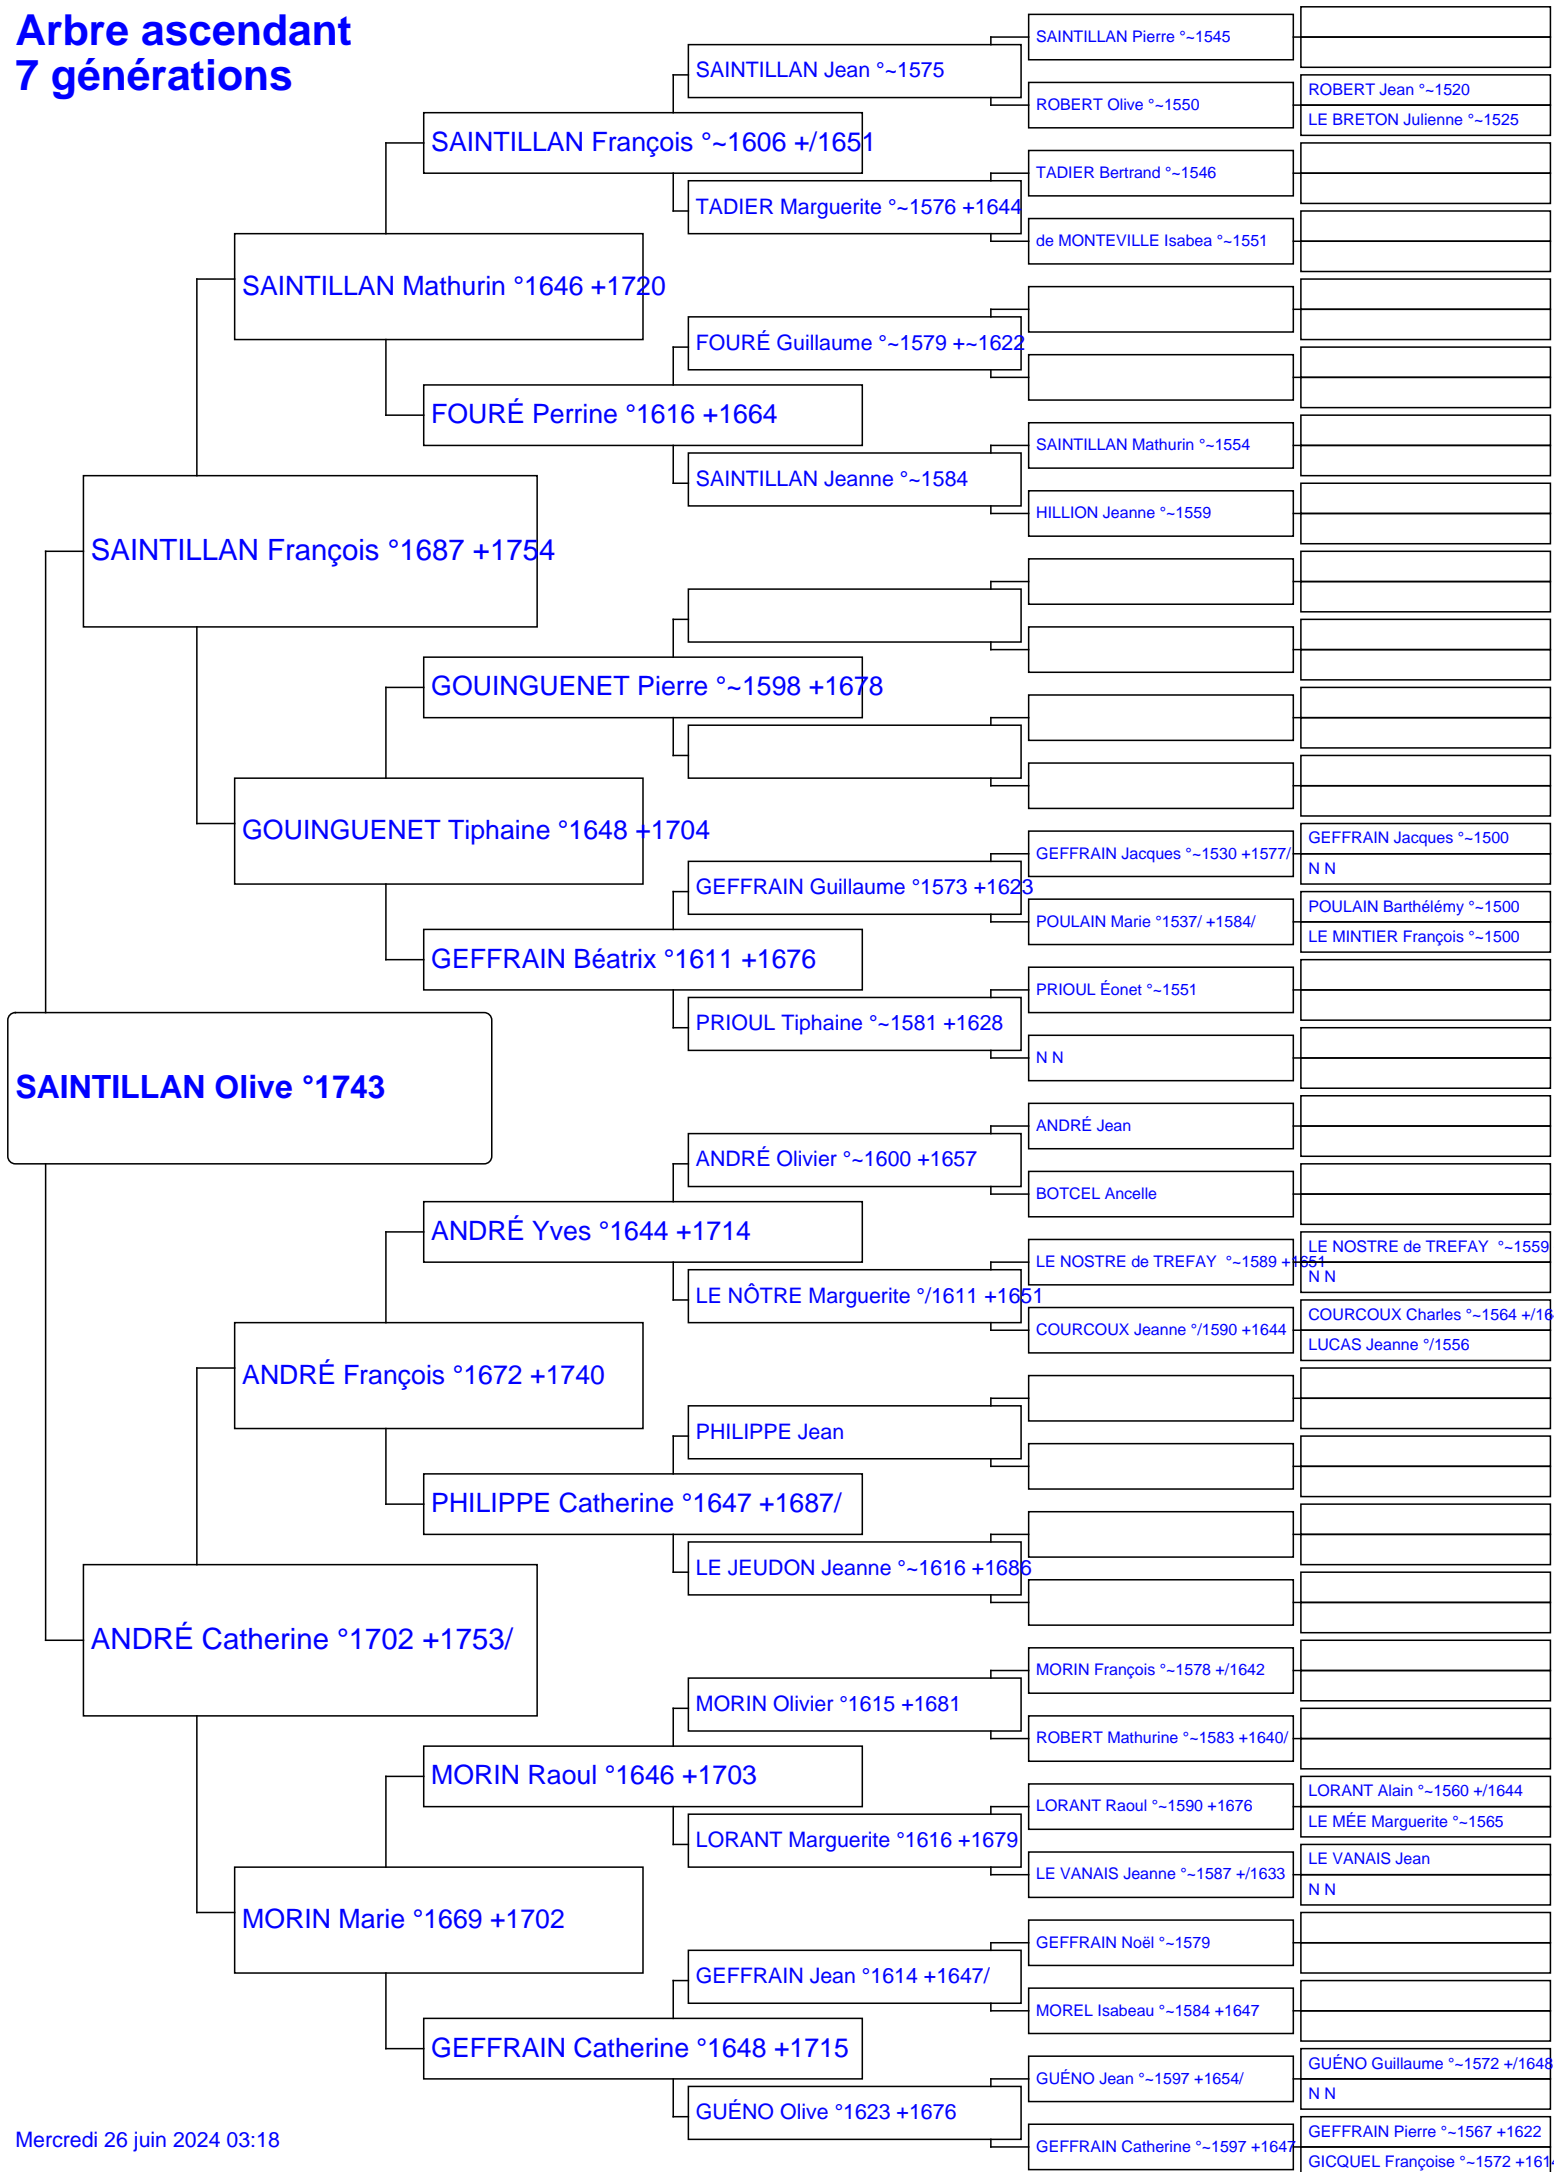 Arbre ascendant
7 générations
SAINTILLAN Olive °1743
SAINTILLAN François °1687 +1754
ANDRÉ Catherine °1702 +1753/
SAINTILLAN Mathurin °1646 +1720
GOUINGUENET Tiphaine °1648 +1704
ANDRÉ François °1672 +1740
MORIN Marie °1669 +1702
SAINTILLAN François °~1606 +/1651
FOURÉ Perrine °1616 +1664
GOUINGUENET Pierre °~1598 +1678
GEFFRAIN Béatrix °1611 +1676
ANDRÉ Yves °1644 +1714
PHILIPPE Catherine °1647 +1687/
MORIN Raoul °1646 +1703
GEFFRAIN Catherine °1648 +1715
SAINTILLAN Jean °~1575
TADIER Marguerite °~1576 +1644
FOURÉ Guillaume °~1579 +~1622
SAINTILLAN Jeanne °~1584
GEFFRAIN Guillaume °1573 +1623
PRIOUL Tiphaine °~1581 +1628
ANDRÉ Olivier °~1600 +1657
LE NÔTRE Marguerite °/1611 +1651
PHILIPPE Jean
LE JEUDON Jeanne °~1616 +1686
MORIN Olivier °1615 +1681
LORANT Marguerite °1616 +1679
GEFFRAIN Jean °1614 +1647/
GUÉNO Olive °1623 +1676
SAINTILLAN Pierre °~1545
ROBERT Olive °~1550
TADIER Bertrand °~1546
de MONTEVILLE Isabea °~1551
SAINTILLAN Mathurin °~1554
HILLION Jeanne °~1559
GEFFRAIN Jacques °~1530 +1577/
POULAIN Marie °1537/ +1584/
PRIOUL Éonet °~1551
N N
ANDRÉ Jean
BOTCEL Ancelle
LE NOSTRE de TREFAY °~1589 +1651
COURCOUX Jeanne °/1590 +1644
MORIN François °~1578 +/1642
ROBERT Mathurine °~1583 +1640/
LORANT Raoul °~1590 +1676
LE VANAIS Jeanne °~1587 +/1633
GEFFRAIN Noël °~1579
MOREL Isabeau °~1584 +1647
GUÉNO Jean °~1597 +1654/
GEFFRAIN Catherine °~1597 +1647
ROBERT Jean °~1520
LE BRETON Julienne °~1525
GEFFRAIN Jacques °~1500
N N
POULAIN Barthélémy °~1500
LE MINTIER François °~1500
LE NOSTRE de TREFAY °~1559
N N
COURCOUX Charles °~1564 +/16
LUCAS Jeanne °/1556
LORANT Alain °~1560 +/1644
LE MÉE Marguerite °~1565
LE VANAIS Jean
N N
GUÉNO Guillaume °~1572 +/1648
N N
GEFFRAIN Pierre °~1567 +1622
GICQUEL Françoise °~1572 +1614
Mercredi 26 juin 2024 03:18